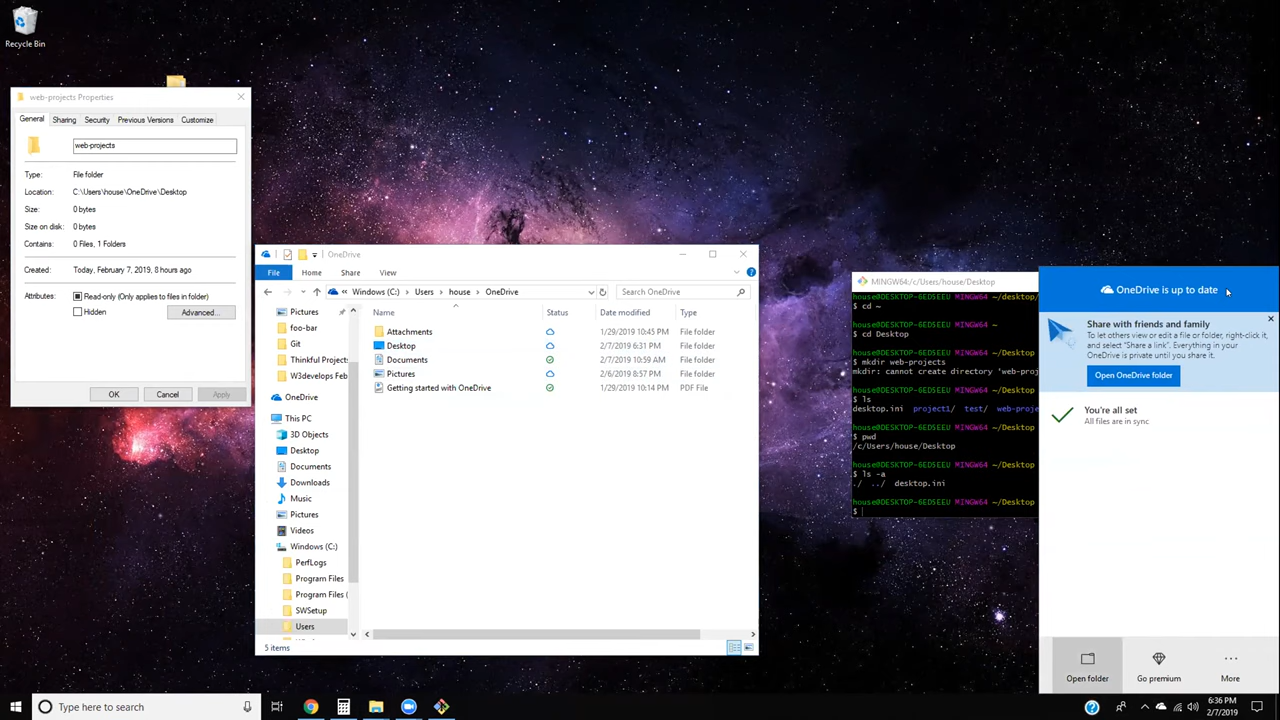 Recycle Bin
web-projects Properties
General Sharing Security Previous Versions Customize
web-projects
Type: File folder
Location: C:\Users\house\OneDrive\Desktop
Size: 0 bytes
Size on disk: 0 bytes
Contains: 0 Files, 1 Folders
Created: Today, February 7, 2019, 8 hours ago
Attributes: Read-only (Only applies to files in folder)
Hidden Advanced...
OK Cancel Apply
OneDrive
File Home Share View
« Windows (C:) Users house OneDrive Search OneDrive
Name Status Date modified Type
Attachments 1/29/2019 10:45 PM File folder
Desktop 2/7/2019 6:31 PM File folder
Documents 2/7/2019 10:59 AM File folder
Pictures 2/6/2019 8:57 PM File folder
Getting started with OneDrive 1/29/2019 10:14 PM PDF File
Pictures
foo-bar
Git
Thinkful Project
W3develops Feb
OneDrive
This PC
3D Objects
Desktop
Documents
Downloads
Music
Pictures
Videos
Windows (C:)
PerfLogs
Program Files
Program Files (
SWSetup
Users
5 items
MINGW64:/c/Users/house/Desktop
house@DESKTOP-6ED5EEU MINGW64 ~/desktop/
$ cd ~
house@DESKTOP-6ED5EEU MINGW64 ~
$ cd Desktop
house@DESKTOP-6ED5EEU MINGW64 ~/Desktop
$ mkdir web-projects
mkdir: cannot create directory 'web-proj
house@DESKTOP-6ED5EEU MINGW64 ~/Desktop
$ ls
desktop.ini project1/ test/ web-proje
house@DESKTOP-6ED5EEU MINGW64 ~/Desktop
$ pwd
/c/Users/house/Desktop
house@DESKTOP-6ED5EEU MINGW64 ~/Desktop
$ ls -a
./ ../ desktop.ini
house@DESKTOP-6ED5EEU MINGW64 ~/Desktop
$
OneDrive is up to date
Share with friends and family
To let others view or edit a file or folder, right-click it,
and select "Share a link". Everything in your
OneDrive is private until you share it.
Open OneDrive folder
You're all set
All files are in sync
Open folder Go premium More
Type here to search
6:36 PM
2/7/2019